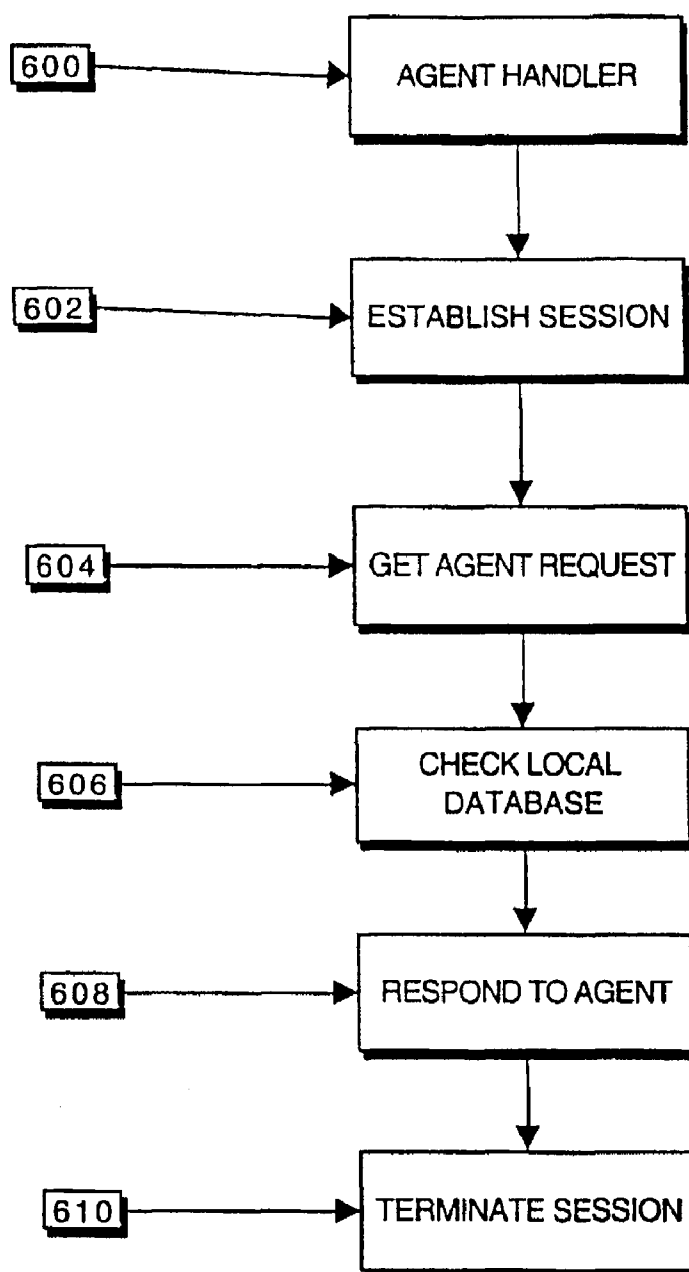 600
AGENT HANDLER
602
ESTABLISH SESSION
604
GET AGENT REQUEST
606
CHECK LOCAL
DATABASE
608
RESPOND TO AGENT
610
TERMINATE SESSION